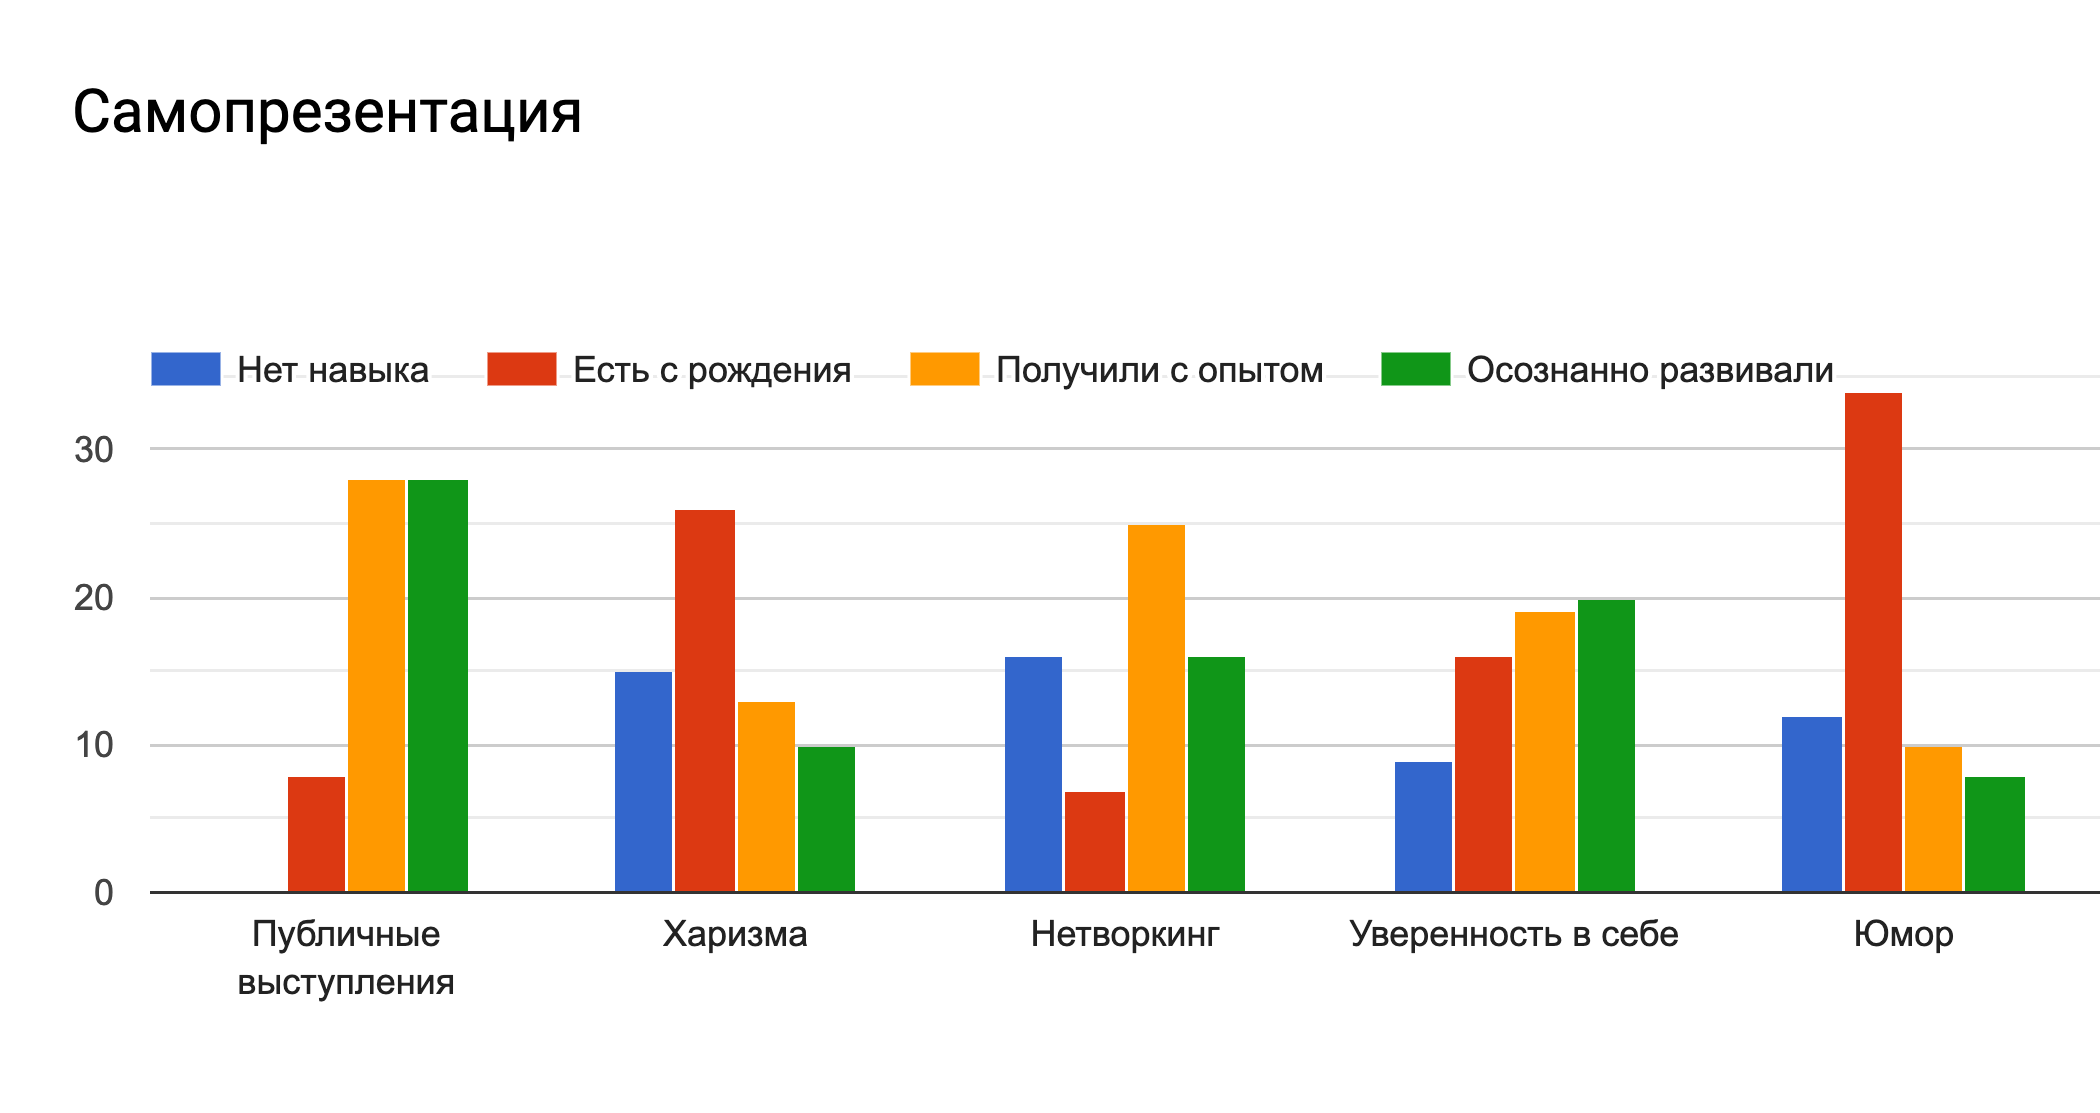 Самопрезентация
Нет навыка Есть с рождения Получили с опытом Осознанно развивали
30
20
10
0
Публичные выступления
Харизма
Нетворкинг
Уверенность в себе
Юмор